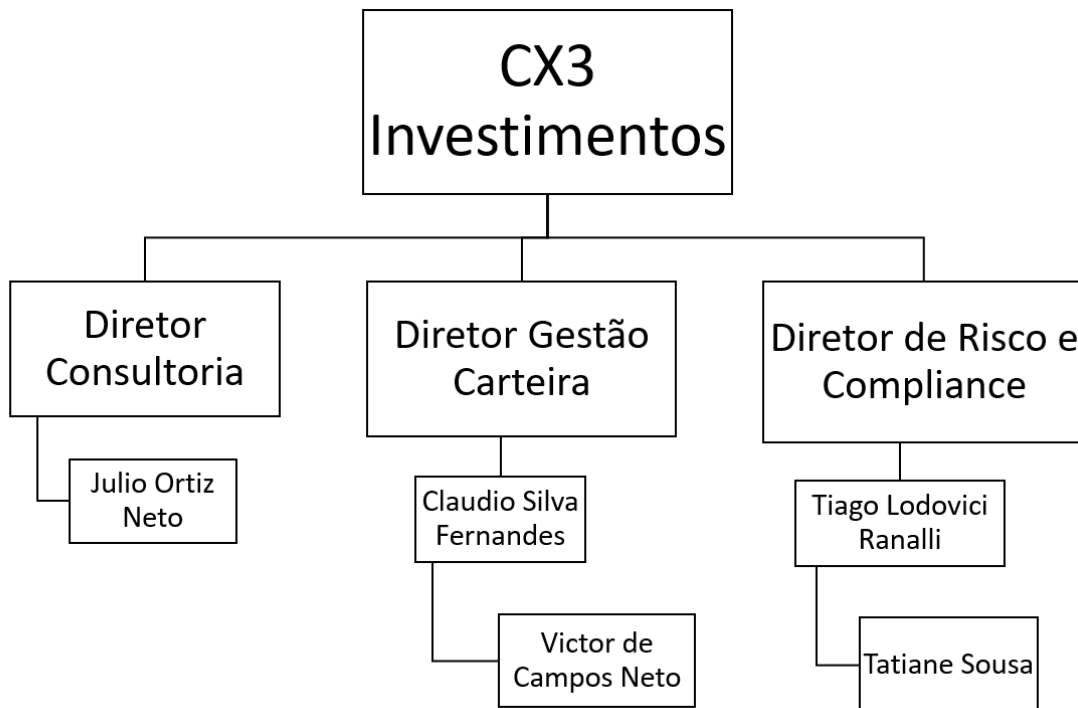 CX3
Investimentos
Diretor
Consultoria
Diretor Gestão
Carteira
Diretor de Risco e
Compliance
Julio Ortiz
Neto
Claudio Silva
Fernandes
Tiago Lodovici
Ranalli
Victor de
Campos Neto
Tatiane Sousa